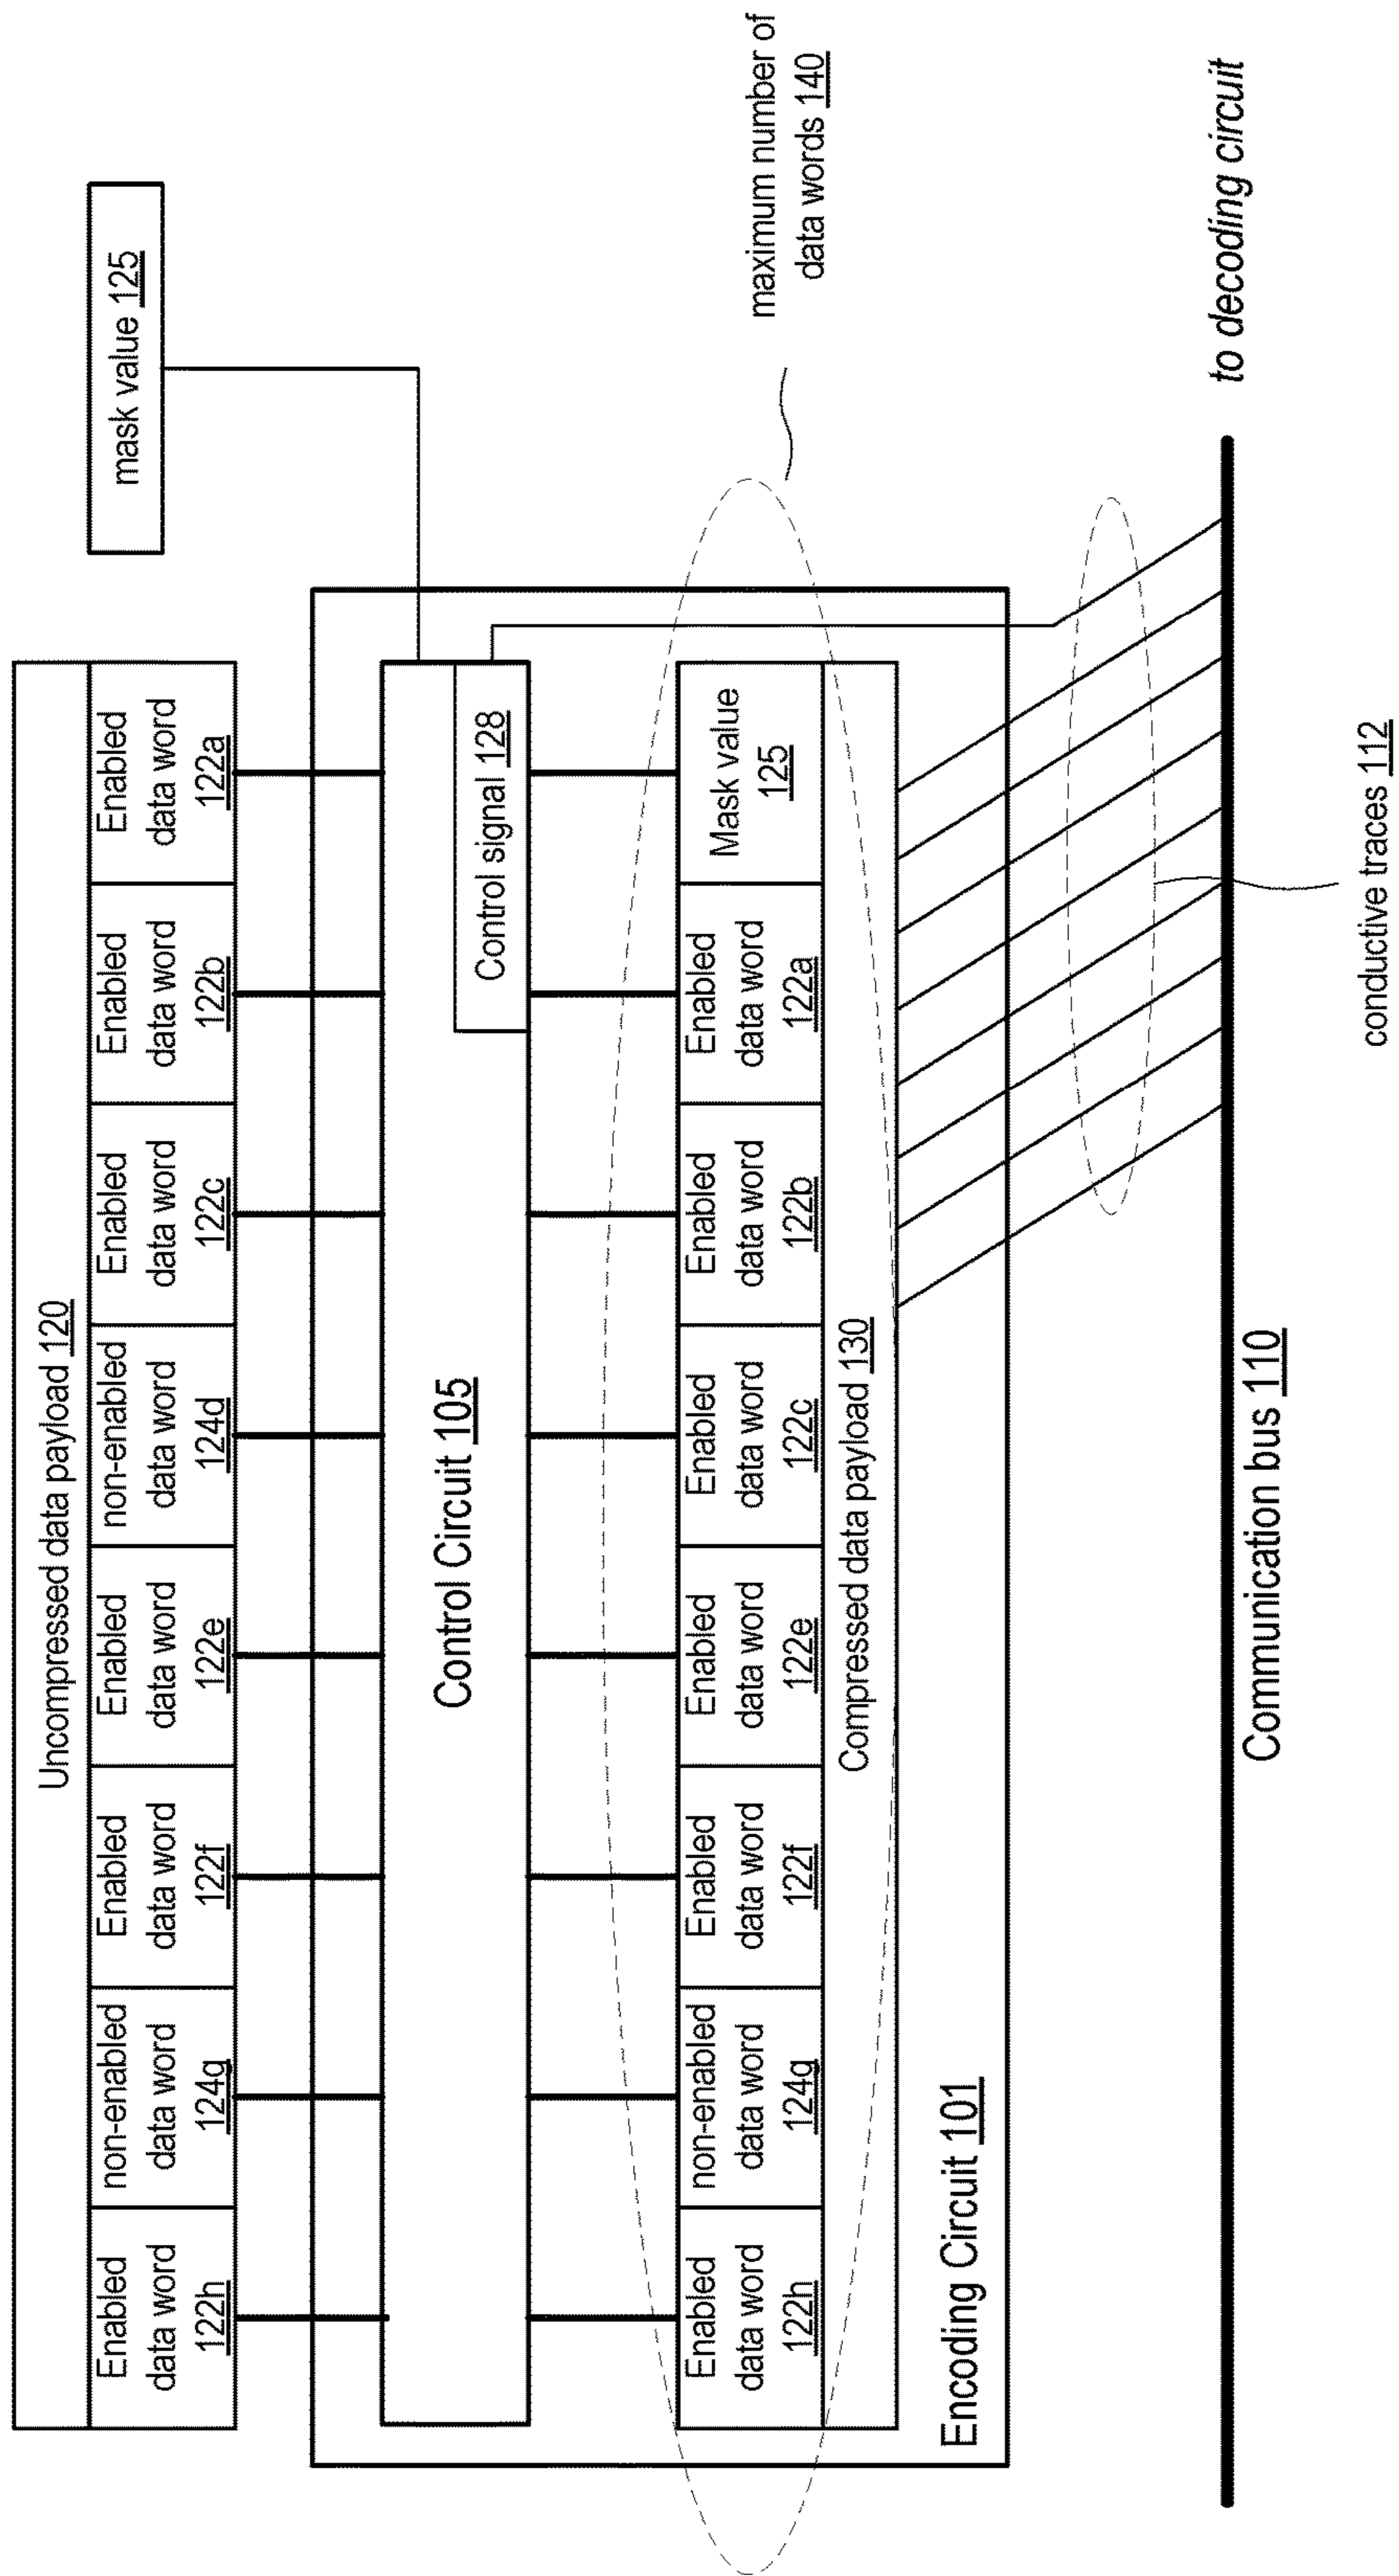 Uncompressed data payload 120
Enabled
data word
122h
non-enabled
data word
124g
Enabled
data word
122f
Enabled
data word
122e
non-enabled
data word
124d
Enabled
data word
122c
Enabled
data word
122b
Enabled
data word
122a
mask value 125
Control Circuit 105
Control signal 128
Enabled
data word
122h
non-enabled
data word
124g
Enabled
data word
122f
Enabled
data word
122e
Enabled
data word
122c
Enabled
data word
122b
Enabled
data word
122a
Mask value
125
maximum number of
data words 140
Compressed data payload 130
Encoding Circuit 101
to decoding circuit
Communication bus 110
conductive traces 112